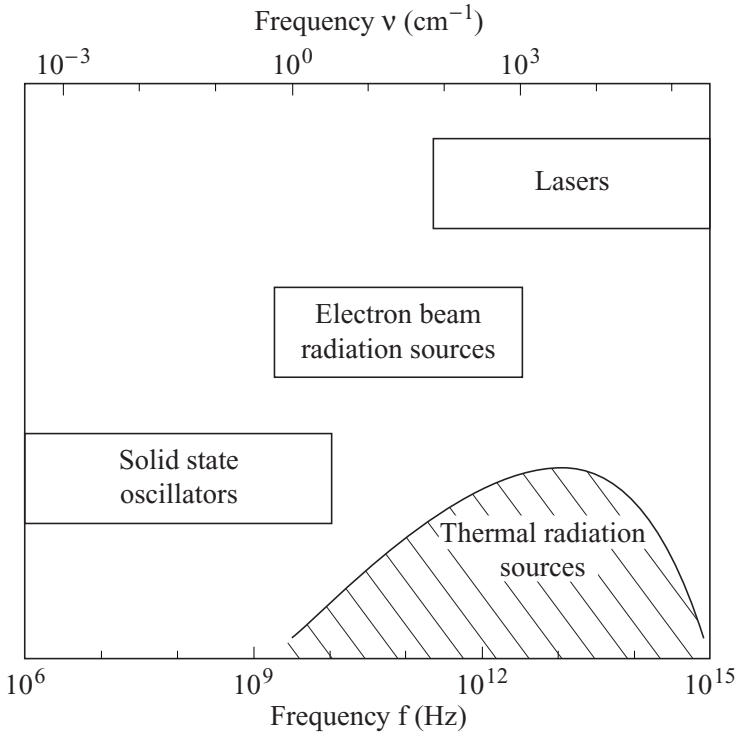 Frequency ν (cm⁻¹)
10⁻³ 10⁰ 10³
Lasers
Electron beam
radiation sources
Solid state
oscillators
Thermal radiation
sources
10⁶ 10⁹ 10¹² 10¹⁵
Frequency f (Hz)